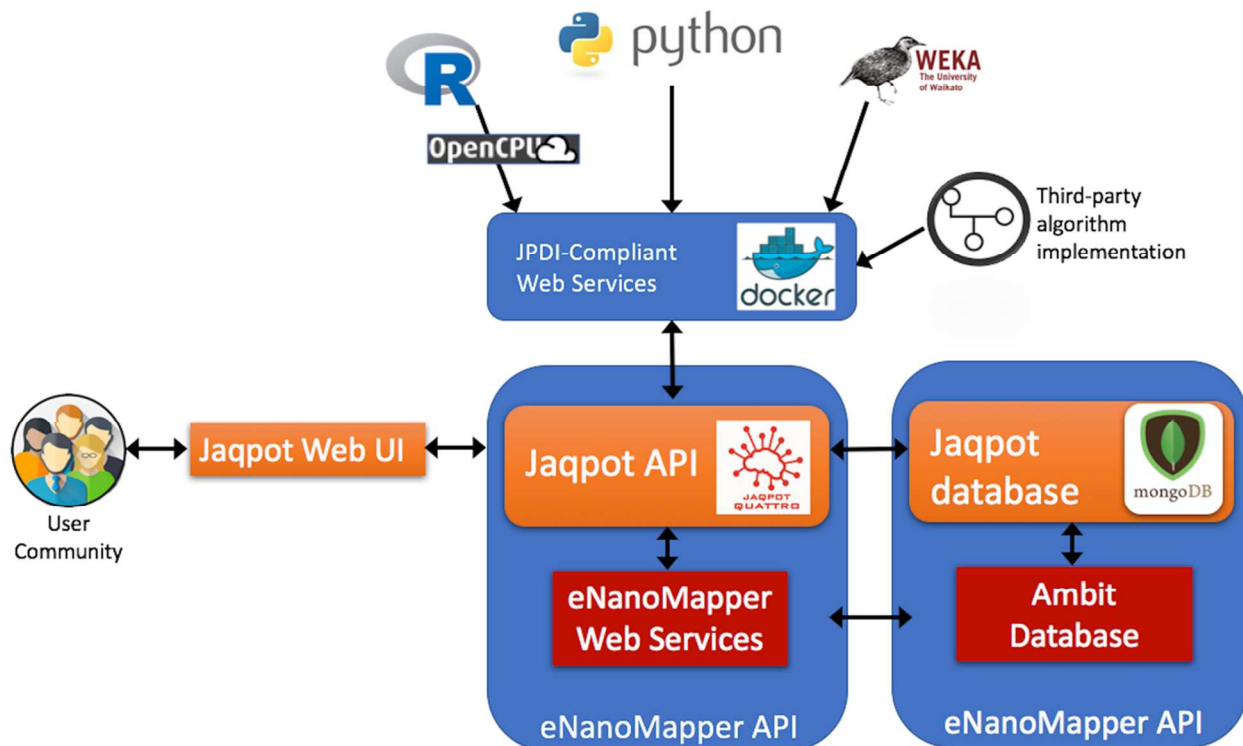 python
R
WEKA
The University
of Waikato
OpenCPU
Third-party
algorithm
implementation
JPDI-Compliant
Web Services
docker
Jaqpot Web UI
User
Community
Jaqpot API
JAQPOT
QUATTRO
Jaqpot
database
mongoDB
eNanoMapper
Web Services
Ambit
Database
eNanoMapper API
eNanoMapper API